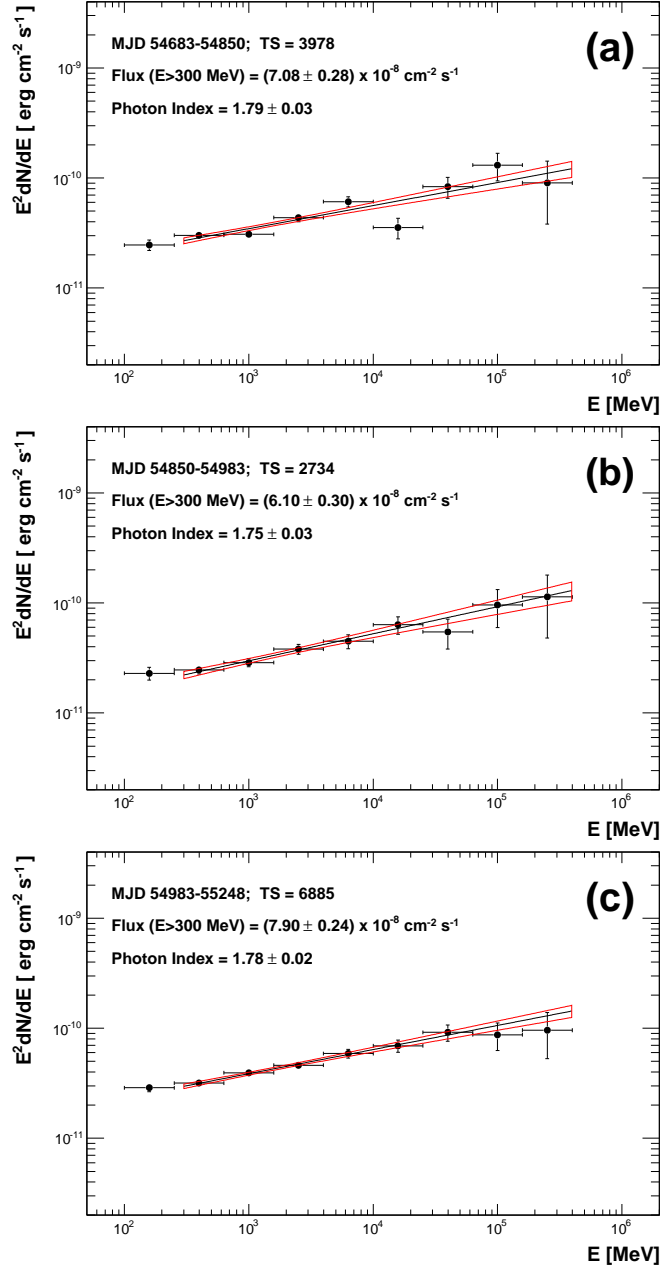 (a)
MJD 54683-54850; TS = 3978
Flux (E>300 MeV) = (7.08 ± 0.28) x 10⁻⁸ cm⁻² s⁻¹
Photon Index = 1.79 ± 0.03
E²dN/dE [ erg cm⁻² s⁻¹ ]
10⁻⁹
10⁻¹⁰
10⁻¹¹
10² 10³ 10⁴ 10⁵ 10⁶
E [MeV]
(b)
MJD 54850-54983; TS = 2734
Flux (E>300 MeV) = (6.10 ± 0.30) x 10⁻⁸ cm⁻² s⁻¹
Photon Index = 1.75 ± 0.03
E²dN/dE [ erg cm⁻² s⁻¹ ]
10⁻⁹
10⁻¹⁰
10⁻¹¹
10² 10³ 10⁴ 10⁵ 10⁶
E [MeV]
(c)
MJD 54983-55248; TS = 6885
Flux (E>300 MeV) = (7.90 ± 0.24) x 10⁻⁸ cm⁻² s⁻¹
Photon Index = 1.78 ± 0.02
E²dN/dE [ erg cm⁻² s⁻¹ ]
10⁻⁹
10⁻¹⁰
10⁻¹¹
10² 10³ 10⁴ 10⁵ 10⁶
E [MeV]